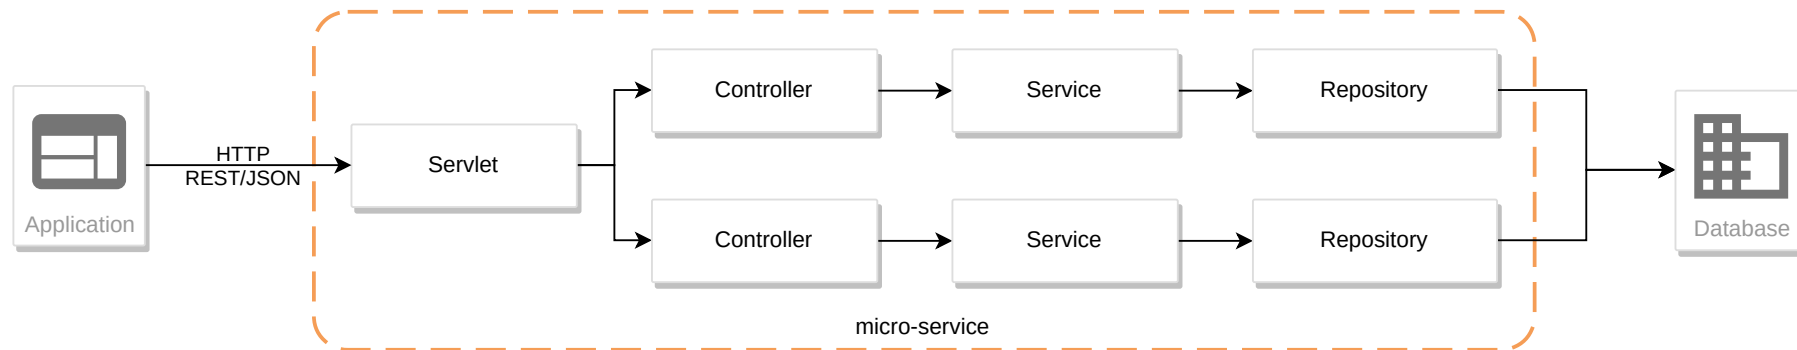 Application
HTTP
REST/JSON
Servlet
Controller
Service
Repository
Controller
Service
Repository
micro-service
Database